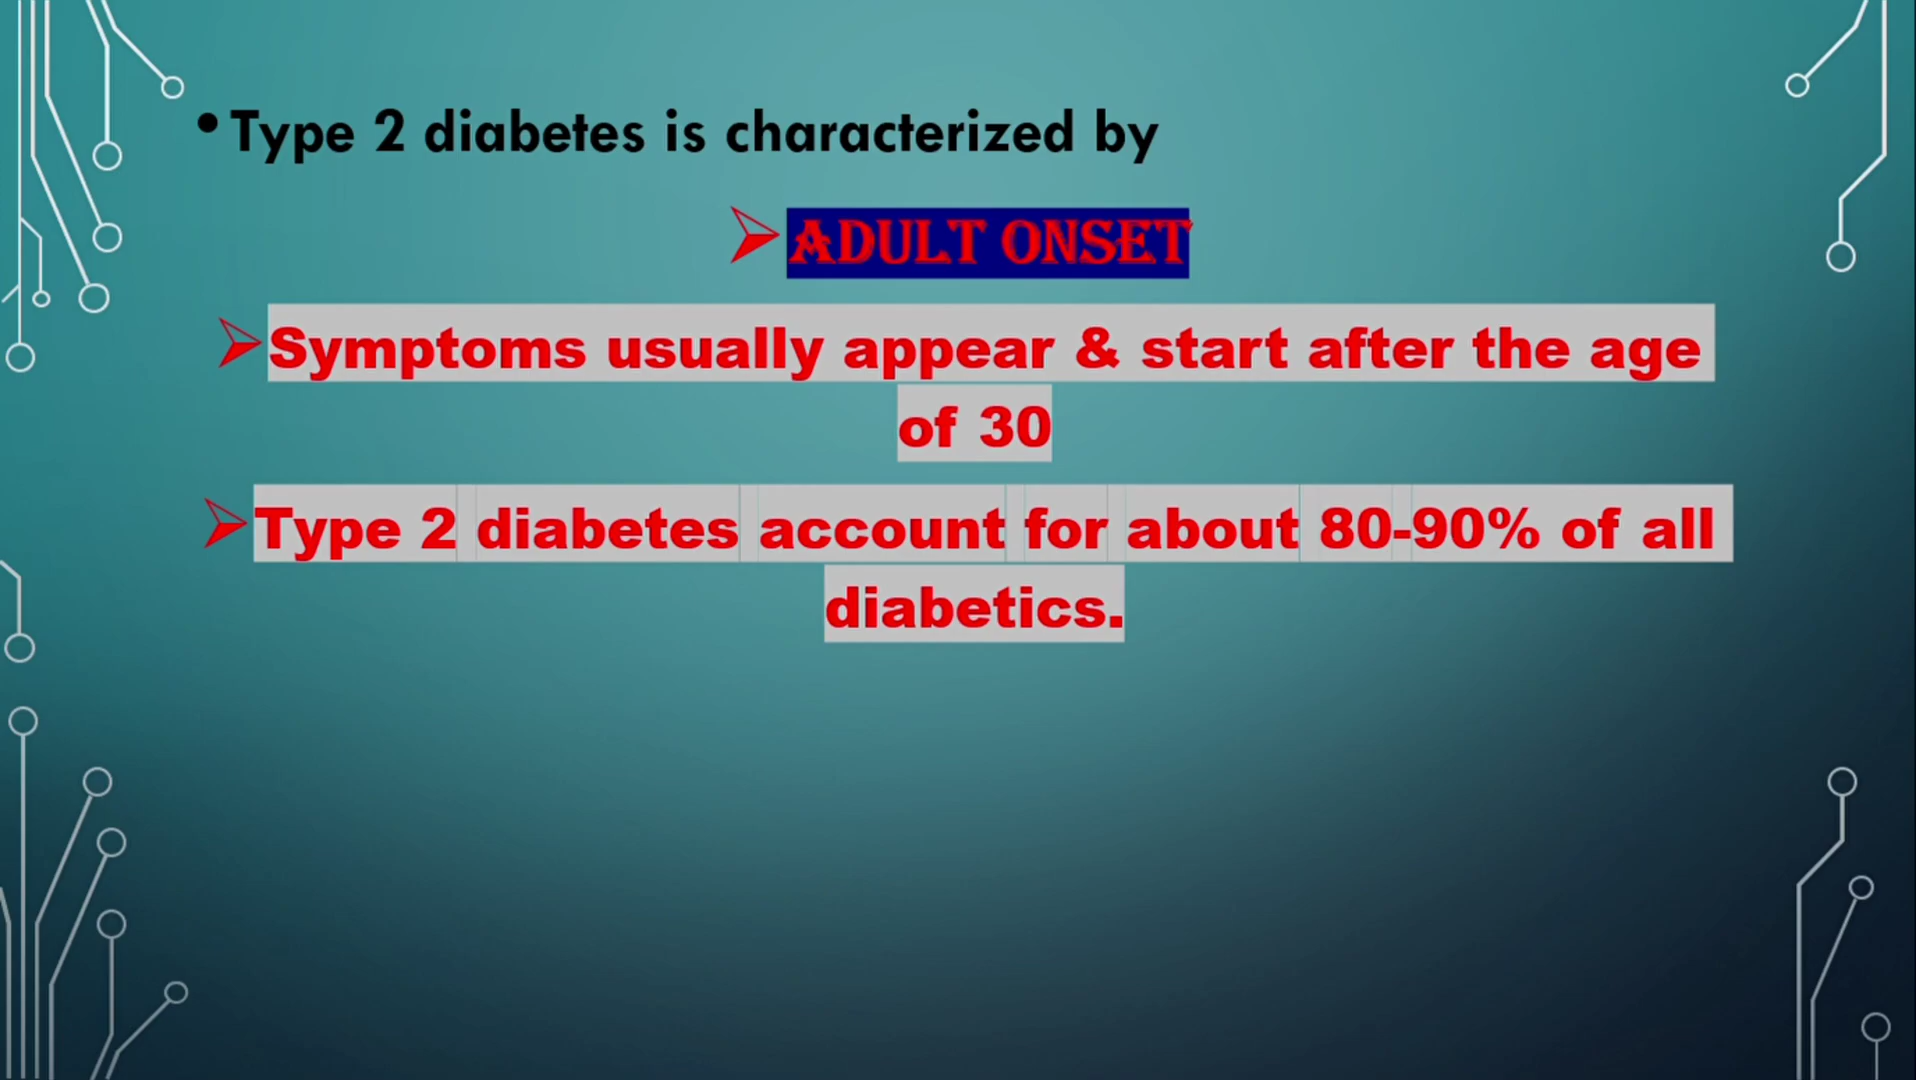 • Type 2 diabetes is characterized by
➢ ADULT ONSET
➢ Symptoms usually appear & start after the age
of 30
➢ Type 2 diabetes account for about 80-90% of all
diabetics.